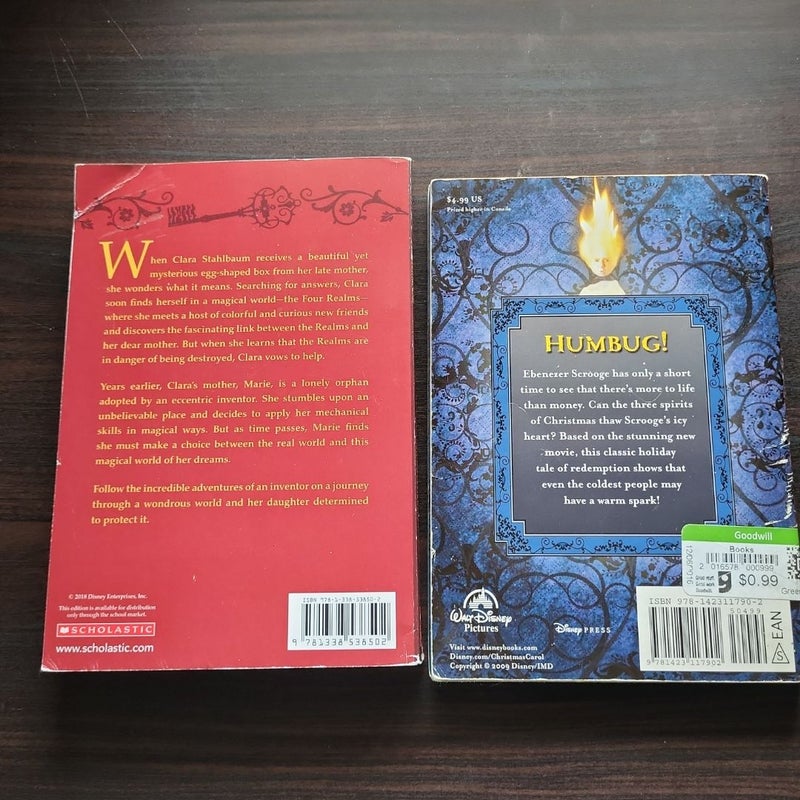 When Clara Stahlbaum receives a beautiful yet
mysterious egg-shaped box from her late mother,
she wonders what it means. Searching for answers, Clara
soon finds herself in a magical world—the Four Realms—
where she meets a host of colorful and curious new friends
and discovers the fascinating link between the Realms and
her dear mother. But when she learns that the Realms are
in danger of being destroyed, Clara vows to help.
Years earlier, Clara's mother, Marie, is a lonely orphan
adopted by an eccentric inventor. She stumbles upon an
unbelievable place and decides to apply her mechanical
skills in magical ways. But as time passes, Marie finds
she must make a choice between the real world and this
magical world of her dreams.
Follow the incredible adventures of an inventor on a journey
through a wondrous world and her daughter determined
to protect it.
© 2018 Disney Enterprises, Inc.
This edition is available for distribution
only through the school market.
SCHOLASTIC
www.scholastic.com
ISBN 978-1-338-53850-2
9 781338 538502
$4.99 US
Priced higher in Canada
HUMBUG!
Ebenezer Scrooge has only a short
time to see that there's more to life
than money. Can the three spirits
of Christmas thaw Scrooge's icy
heart? Based on the stunning new
movie, this classic holiday
tale of redemption shows that
even the coldest people may
have a warm spark!
Walt Disney
Pictures
Disney PRESS
Visit www.disneybooks.com
Disney.com/ChristmasCarol
Copyright © 2009 Disney/IMD
Goodwill
Books
2 016578 000999
9
$0.99
ISBN 978-142311790-2
50499
9 781423 117902
S EAN